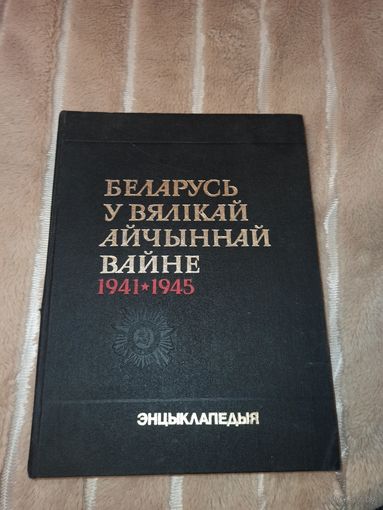 БЕЛАРУСЬ
У ВЯЛІКАЙ
АЙЧЫННАЙ
ВАЙНЕ
1941★1945
ЭНЦЫКЛАПЕДЫЯ